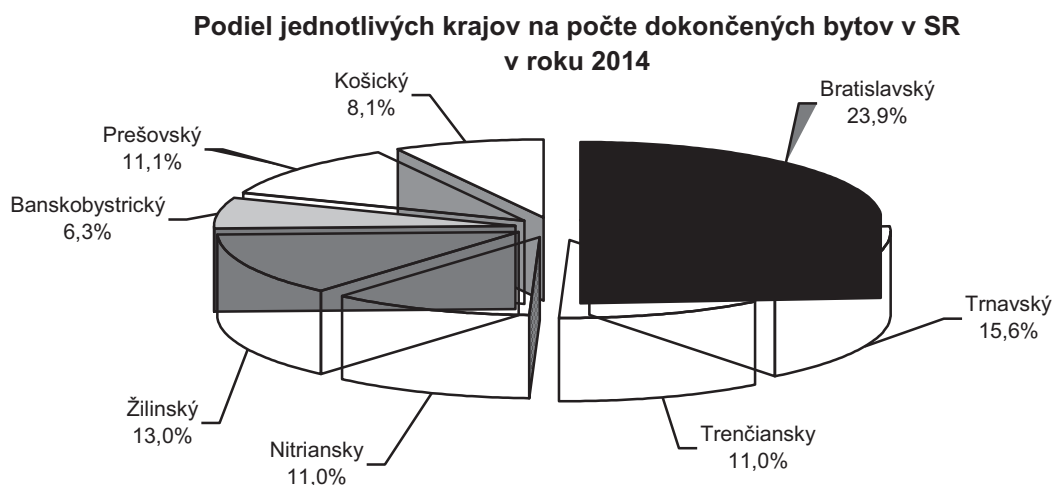 Podiel jednotlivých krajov na počte dokončených bytov v SR
v roku 2014
Košický
8,1%
Bratislavský
23,9%
Prešovský
11,1%
Banskobystrický
6,3%
Trnavský
15,6%
Žilinský
13,0%
Nitriansky
11,0%
Trenčiansky
11,0%